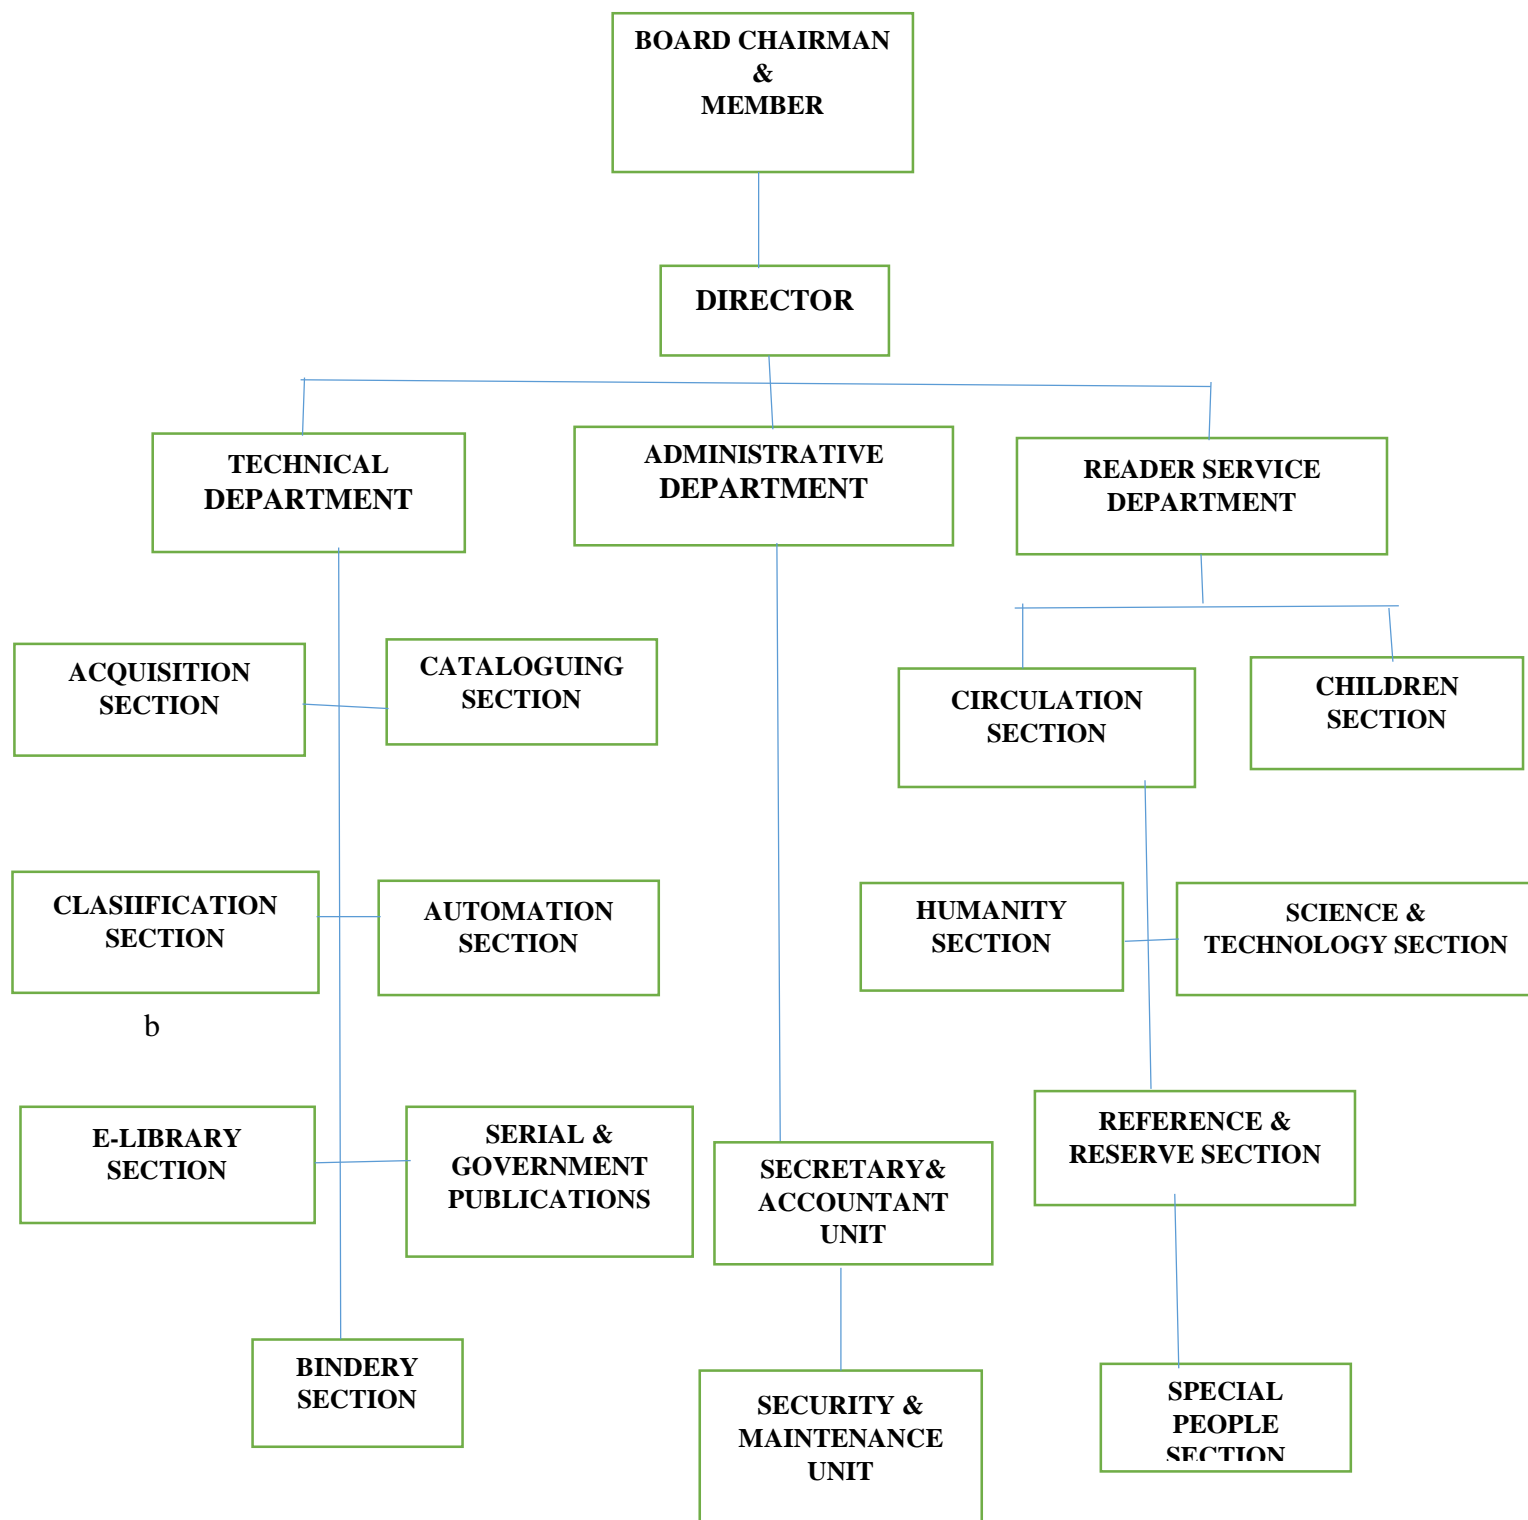 BOARD CHAIRMAN
&
MEMBER
DIRECTOR
TECHNICAL
DEPARTMENT
ADMINISTRATIVE
DEPARTMENT
READER SERVICE
DEPARTMENT
ACQUISITION
SECTION
CATALOGUING
SECTION
CIRCULATION
SECTION
CHILDREN
SECTION
CLASIIFICATION
SECTION
AUTOMATION
SECTION
HUMANITY
SECTION
SCIENCE &
TECHNOLOGY SECTION
b
E-LIBRARY
SECTION
SERIAL &
GOVERNMENT
PUBLICATIONS
SECRETARY&
ACCOUNTANT
UNIT
REFERENCE &
RESERVE SECTION
BINDERY
SECTION
SECURITY &
MAINTENANCE
UNIT
SPECIAL
PEOPLE
SECTION